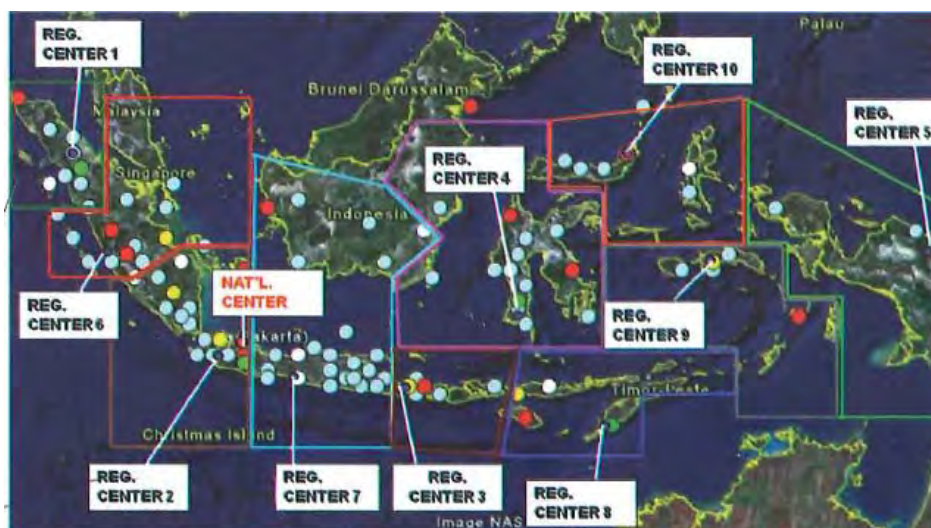 Palau
REG.
CENTER 1
REG.
CENTER 10
Brunei Darussalam
Malaysia
REG.
CENTER 5
REG.
CENTER 4
Singapore
Indonesia
NAT'L.
CENTER
REG.
CENTER 6
REG.
CENTER 9
Timor-Leste
Christmas Island
REG.
CENTER 2
REG.
CENTER 7
REG.
CENTER 3
REG.
CENTER 8
Image NAS